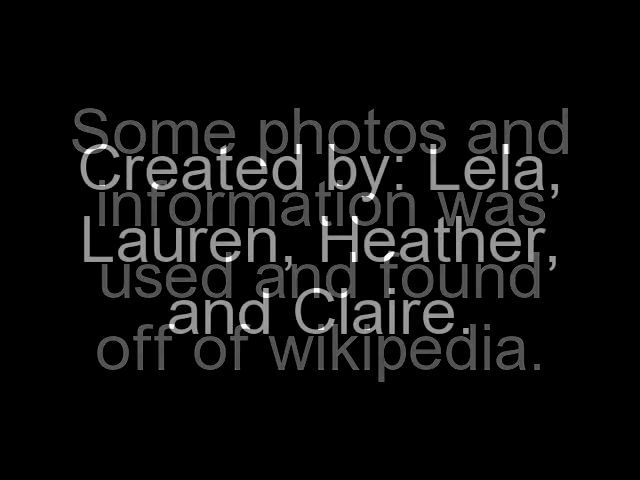 Some photos and
information was
used and found
off of wikipedia.
Created by: Lela,
Lauren, Heather,
and Claire.